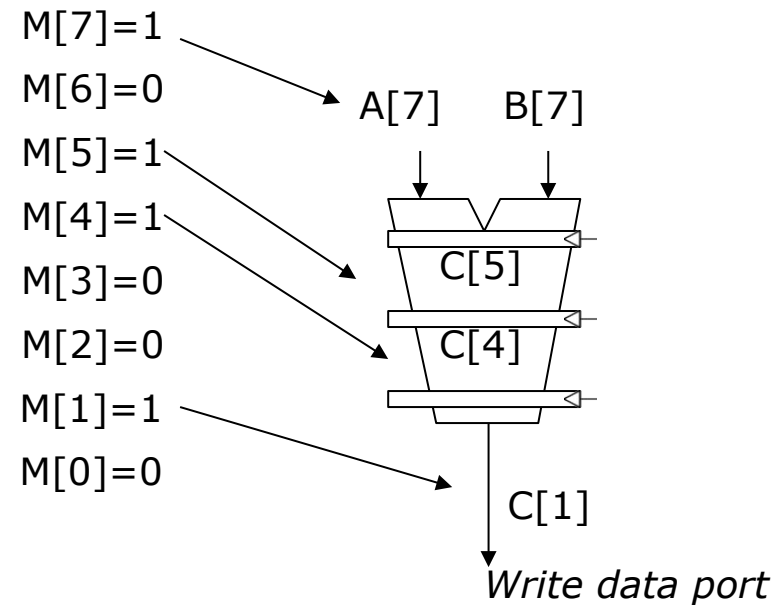 M[7]=1
M[6]=0
M[5]=1
M[4]=1
M[3]=0
M[2]=0
M[1]=1
M[0]=0
A[7] B[7]
C[5]
C[4]
C[1]
Write data port